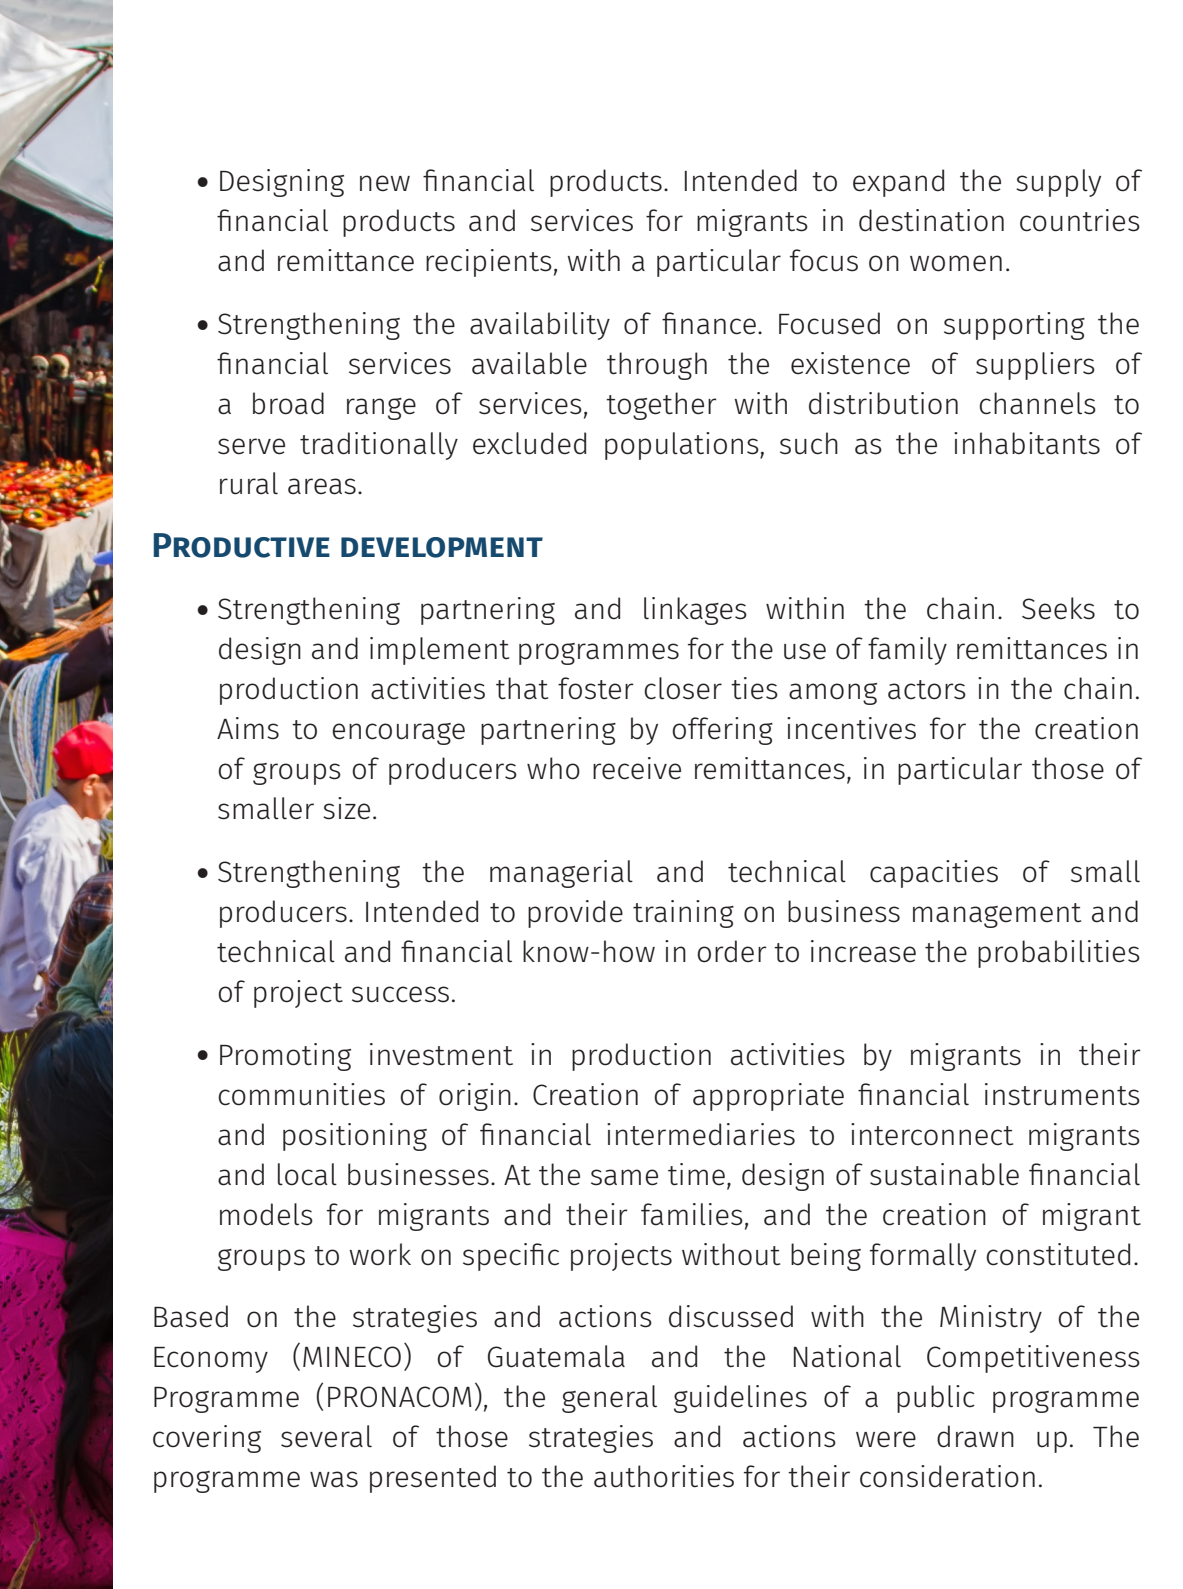 • Designing new financial products. Intended to expand the supply of
financial products and services for migrants in destination countries
and remittance recipients, with a particular focus on women.
• Strengthening the availability of finance. Focused on supporting the
financial services available through the existence of suppliers of
a broad range of services, together with distribution channels to
serve traditionally excluded populations, such as the inhabitants of
rural areas.
Productive development
• Strengthening partnering and linkages within the chain. Seeks to
design and implement programmes for the use of family remittances in
production activities that foster closer ties among actors in the chain.
Aims to encourage partnering by offering incentives for the creation
of groups of producers who receive remittances, in particular those of
smaller size.
• Strengthening the managerial and technical capacities of small
producers. Intended to provide training on business management and
technical and financial know-how in order to increase the probabilities
of project success.
• Promoting investment in production activities by migrants in their
communities of origin. Creation of appropriate financial instruments
and positioning of financial intermediaries to interconnect migrants
and local businesses. At the same time, design of sustainable financial
models for migrants and their families, and the creation of migrant
groups to work on specific projects without being formally constituted.
Based on the strategies and actions discussed with the Ministry of the
Economy (MINECO) of Guatemala and the National Competitiveness
Programme (PRONACOM), the general guidelines of a public programme
covering several of those strategies and actions were drawn up. The
programme was presented to the authorities for their consideration.